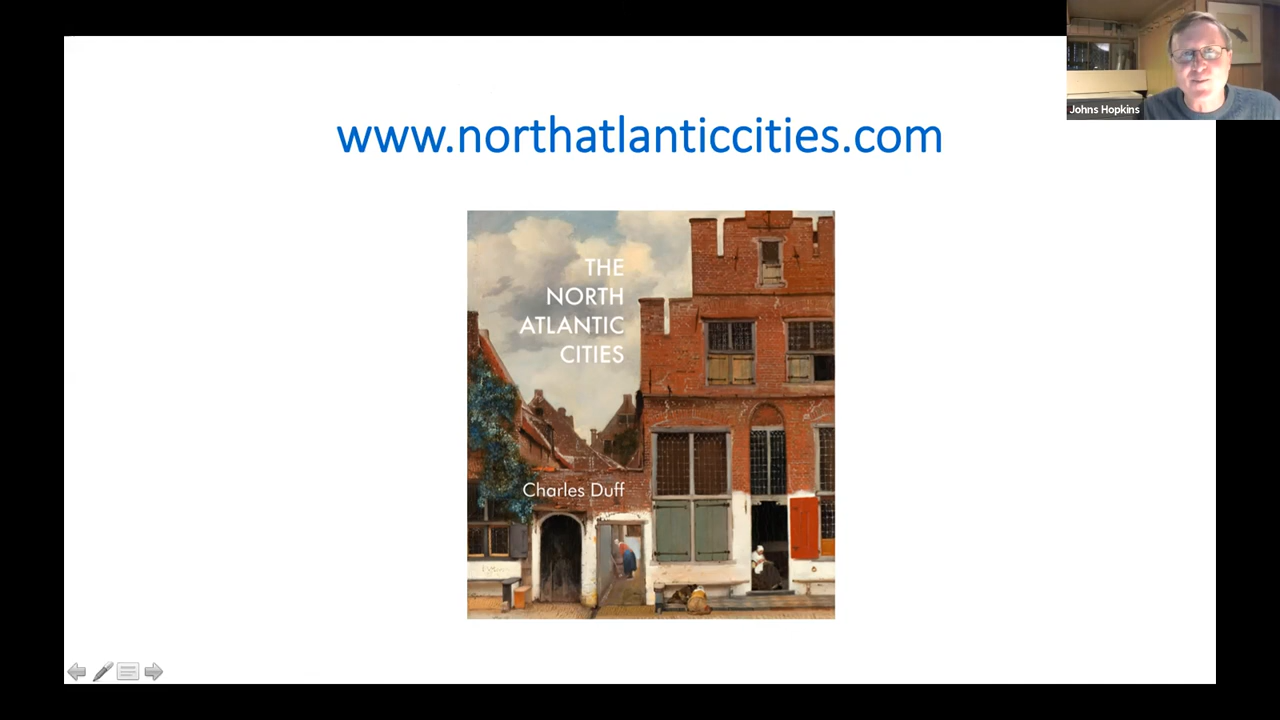 www.northatlanticcities.com
THE
NORTH
ATLANTIC
CITIES
Charles Duff
Johns Hopkins